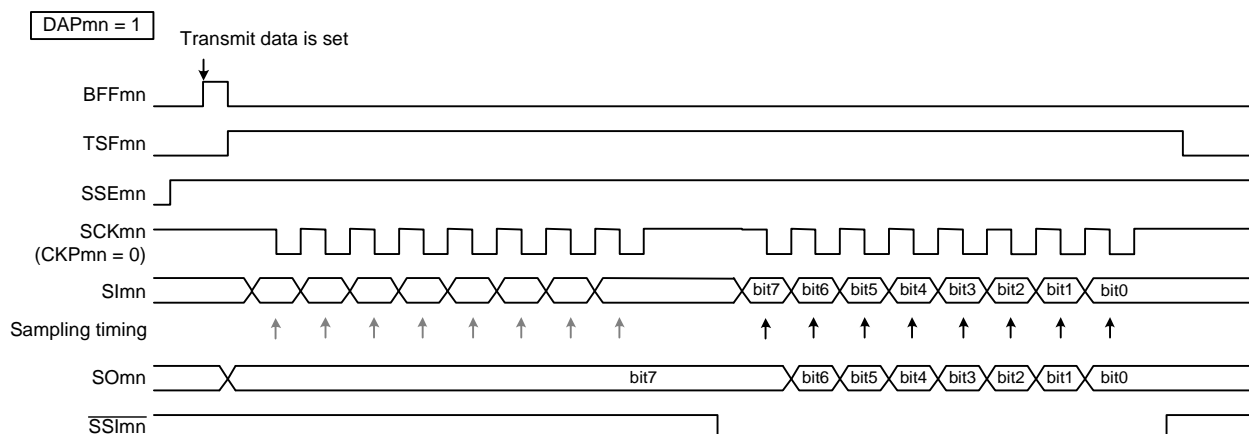 DAPmn = 1
Transmit data is set
BFFmn
TSFmn
SSEmn
SCKmn
(CKPmn = 0)
SImn
bit7 bit6 bit5 bit4 bit3 bit2 bit1 bit0
Sampling timing
SOmn
bit7 bit6 bit5 bit4 bit3 bit2 bit1 bit0
SSImn